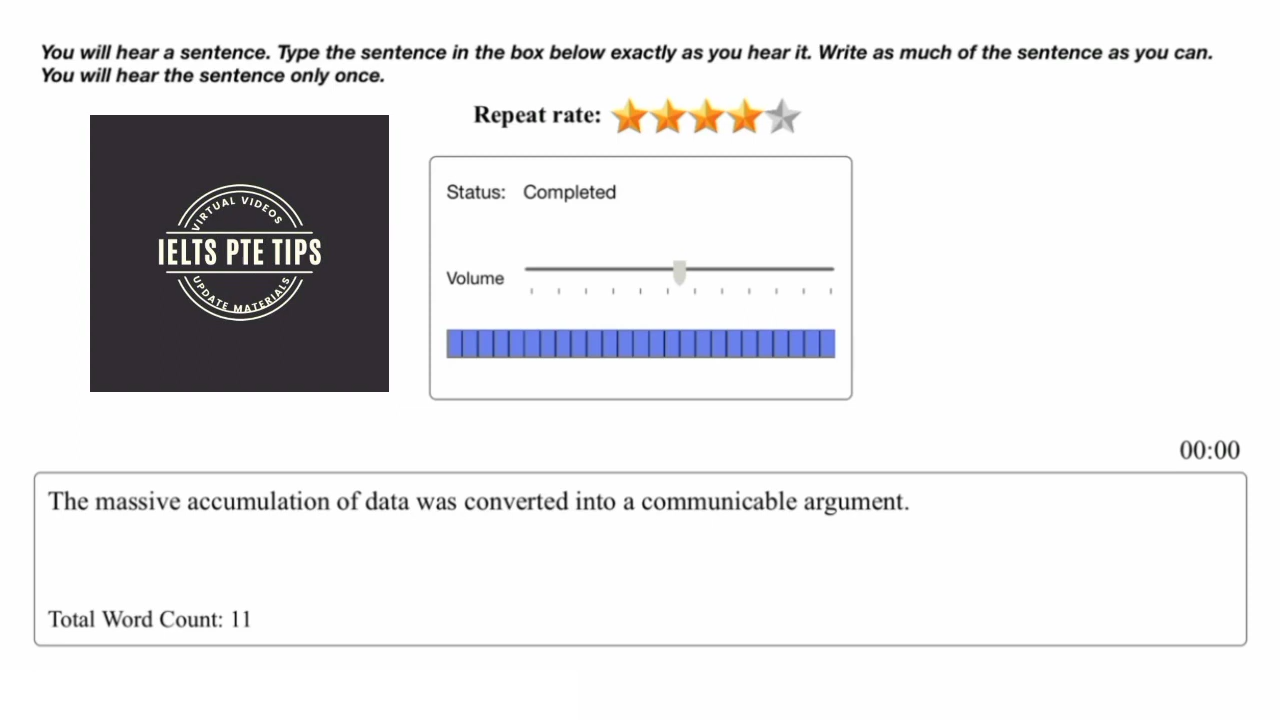 You will hear a sentence. Type the sentence in the box below exactly as you hear it. Write as much of the sentence as you can.
You will hear the sentence only once.
Repeat rate:
Status: Completed
VIRTUAL VIDEOS
IELTS PTE TIPS
UPDATE MATERIALS
Volume
00:00
The massive accumulation of data was converted into a communicable argument.
Total Word Count: 11